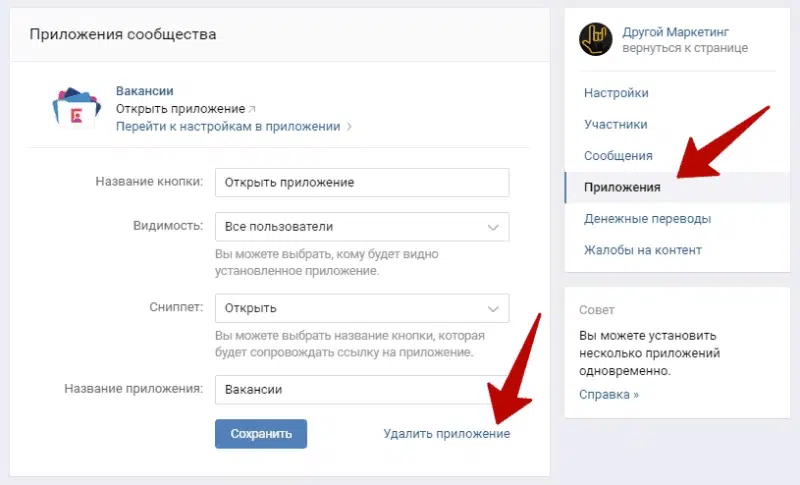 Приложения сообщества
Вакансии
Открыть приложение
Перейти к настройкам в приложении
Название кнопки:
Открыть приложение
Видимость:
Все пользователи
Вы можете выбрать, кому будет видно
установленное приложение.
Сниппет:
Открыть
Вы можете выбрать название кнопки, которая
будет сопровождать ссылку на приложение.
Название приложения:
Вакансии
Сохранить
Удалить приложение
Другой Маркетинг
вернуться к странице
Настройки
Участники
Сообщения
Приложения
Денежные переводы
Жалобы на контент
Совет
Вы можете установить
несколько приложений
одновременно.
Справка »